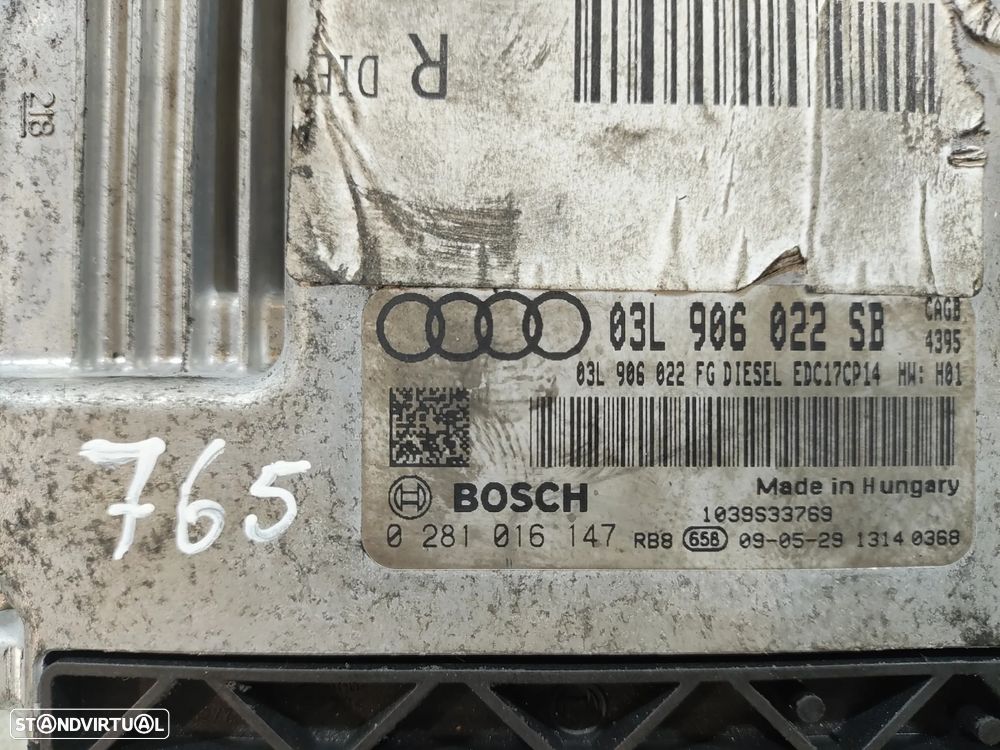 218
R DIE
03L 906 022 SB
CAGB
4395
03L 906 022 FG DIESEL EDC17CP14 HW: H01
BOSCH
Made in Hungary
1039S33769
0 281 016 147 RB8 658 09-05-29 1314 0368
765
STANDVIRTUAL